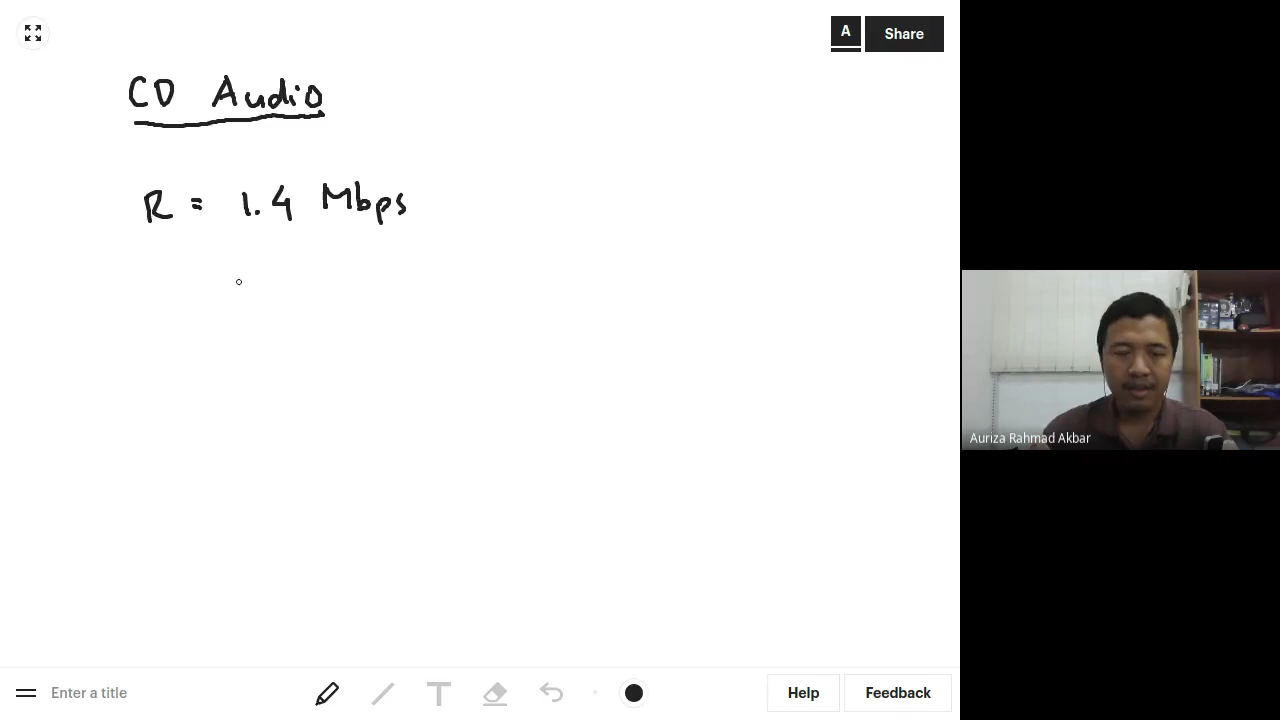 A
Share
CD Audio
R = 1.4 Mbps
Auriza Rahmad Akbar
Enter a title
T
Help
Feedback